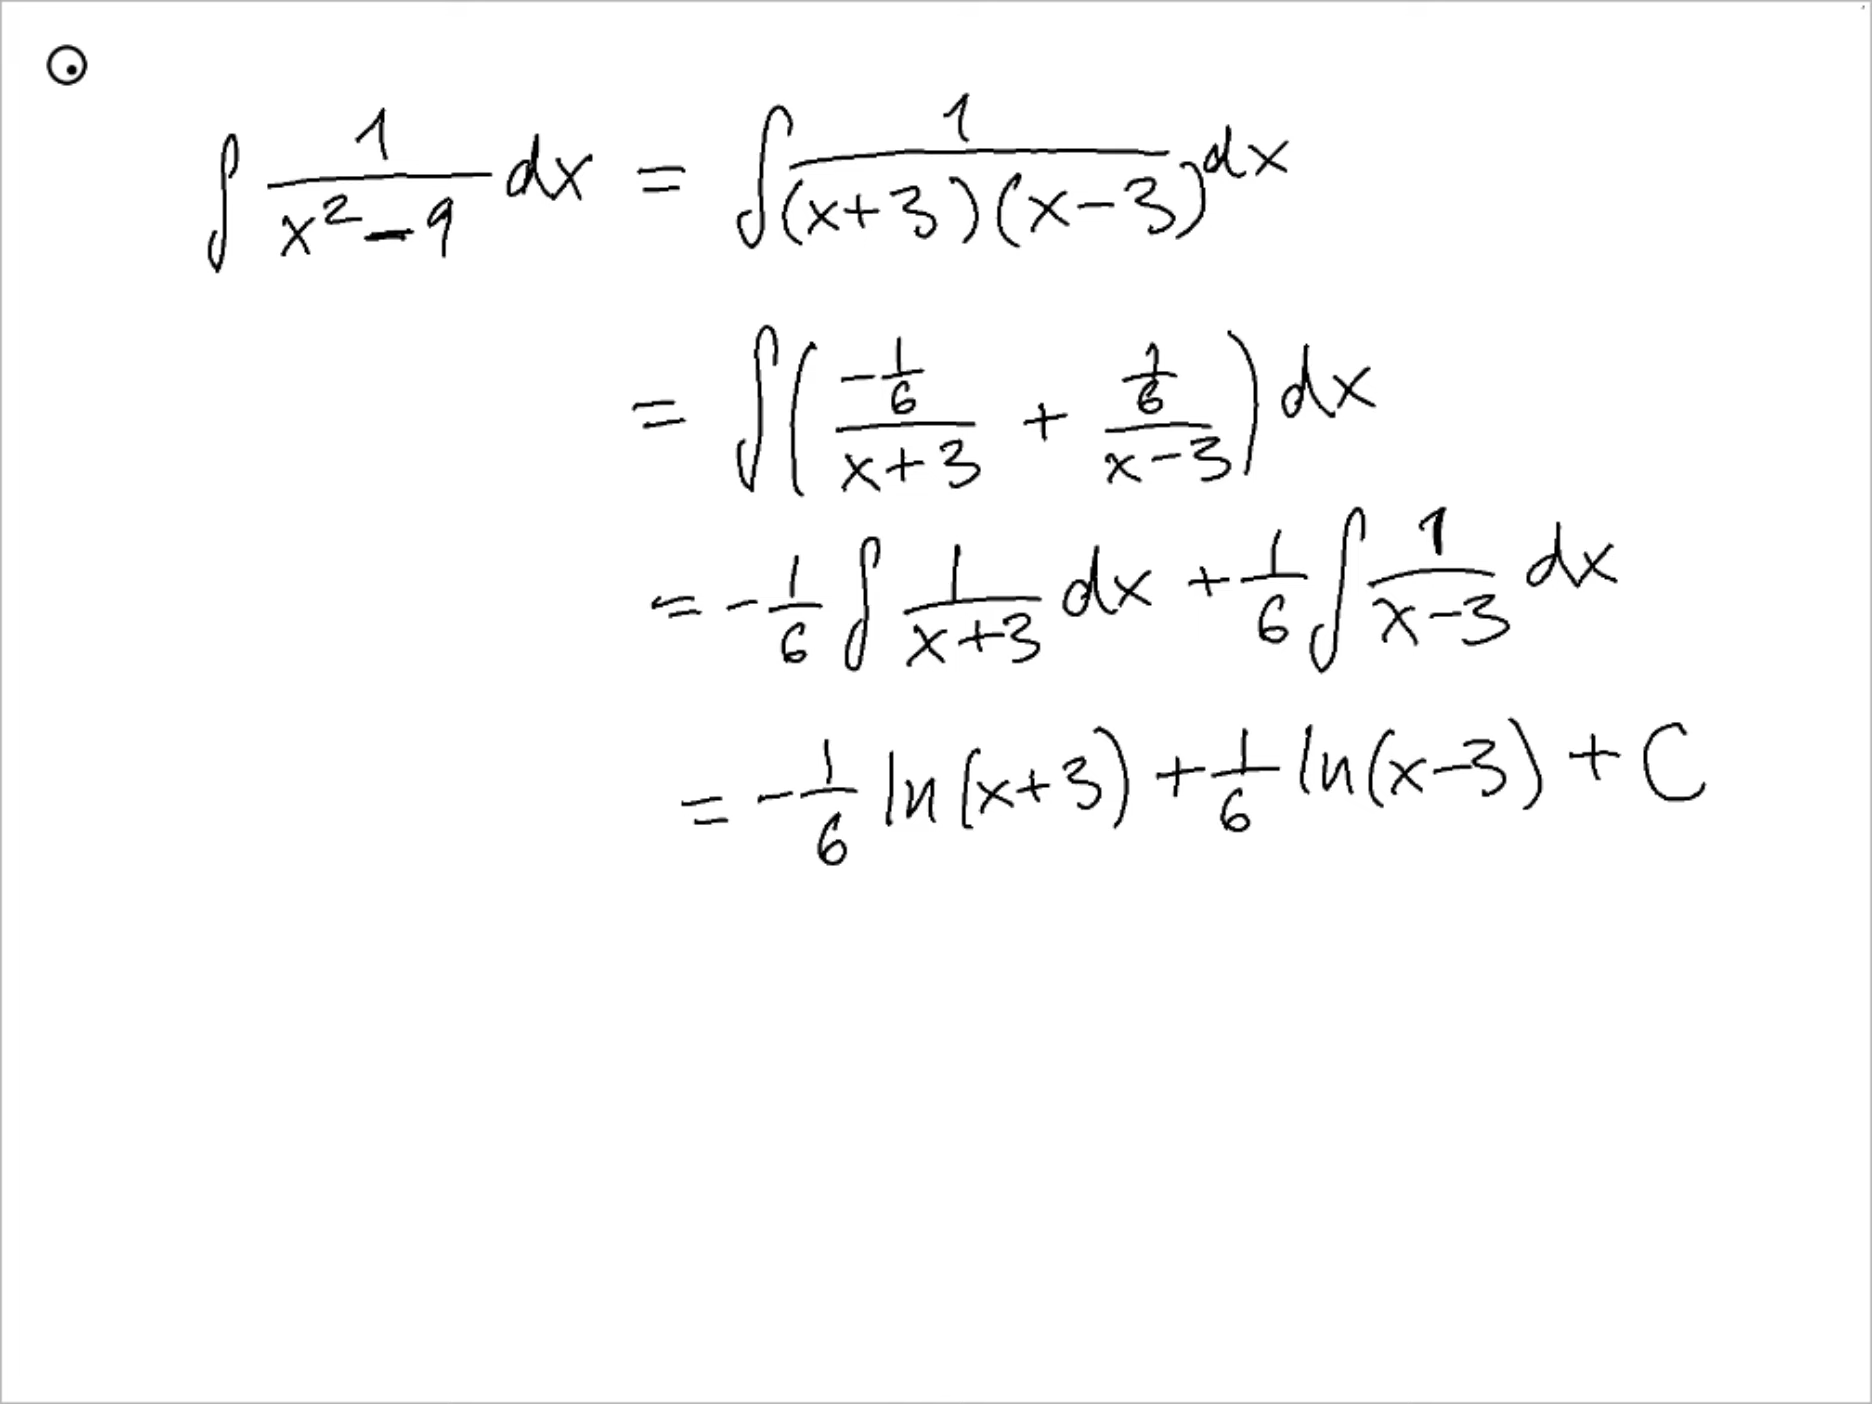 ∫ 1/(x² - 9) dx = ∫ 1/((x+3)(x-3)) dx
= ∫ ( (-1/6)/(x+3) + (1/6)/(x-3) ) dx
= -1/6 ∫ 1/(x+3) dx + 1/6 ∫ 1/(x-3) dx
= -1/6 ln(x+3) + 1/6 ln(x-3) + C